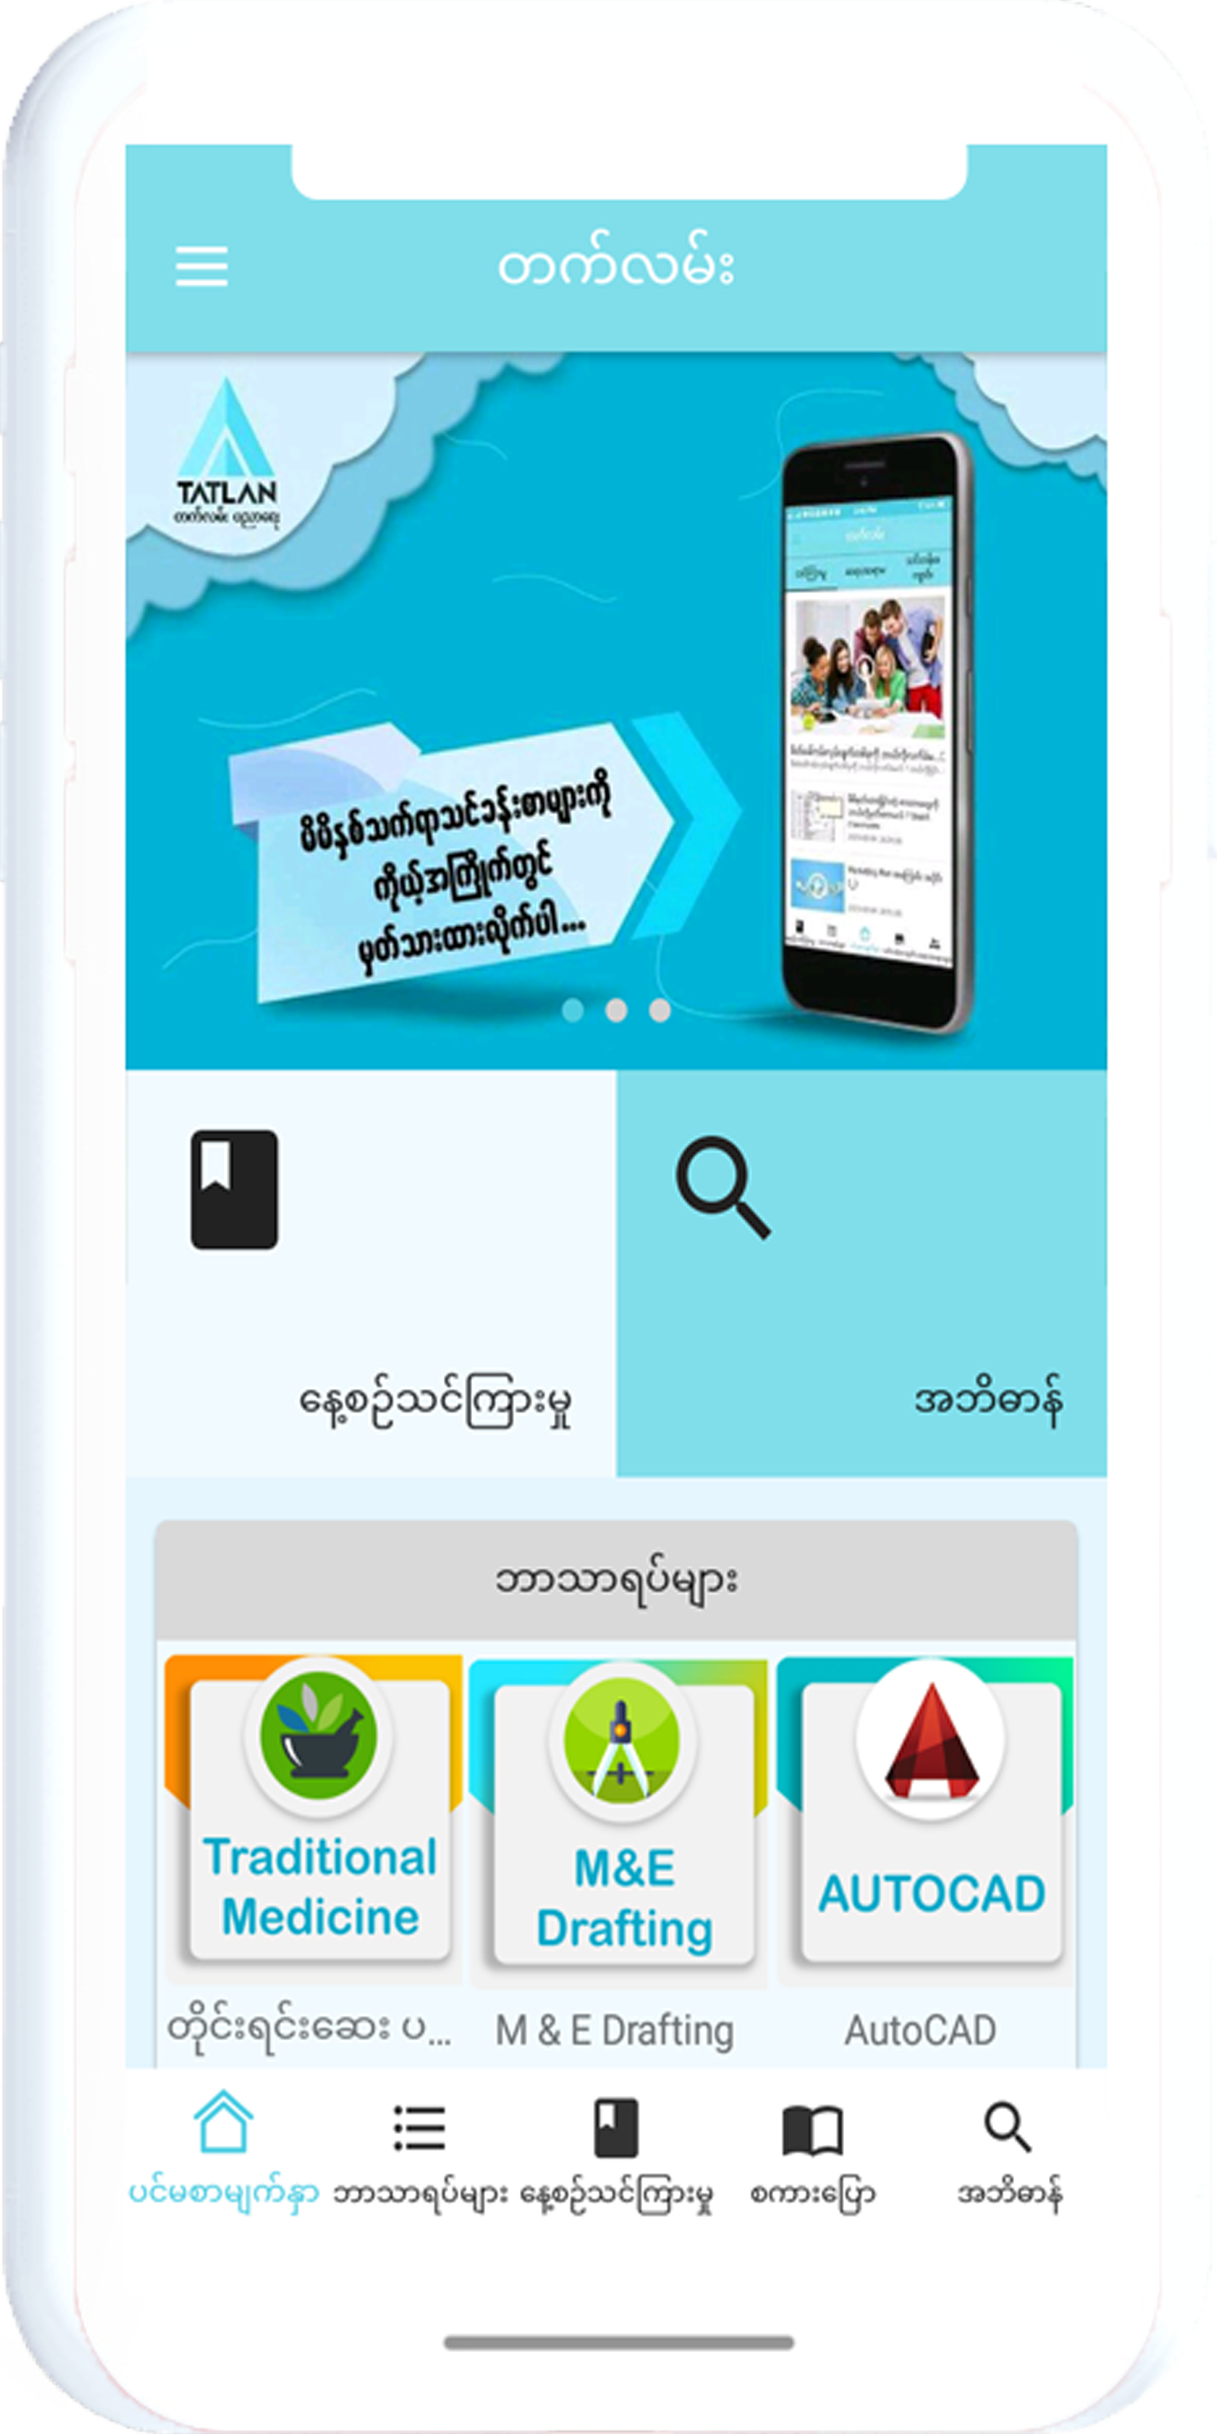 တက်လမ်း
TATLAN
တက်လမ်း ပညာရေး
မိမိနှစ်သက်ရာသင်ခန်းစာများကို
ကိုယ့်အကြိုက်တွင်
မှတ်သားထားလိုက်ပါ...
နေ့စဉ်သင်ကြားမှု
အဘိဓာန်
ဘာသာရပ်များ
Traditional
Medicine
M&E
Drafting
AUTOCAD
တိုင်းရင်းဆေး ပ...
M & E Drafting
AutoCAD
ပင်မစာမျက်နှာ
ဘာသာရပ်များ
နေ့စဉ်သင်ကြားမှု
စကားပြော
အဘိဓာန်